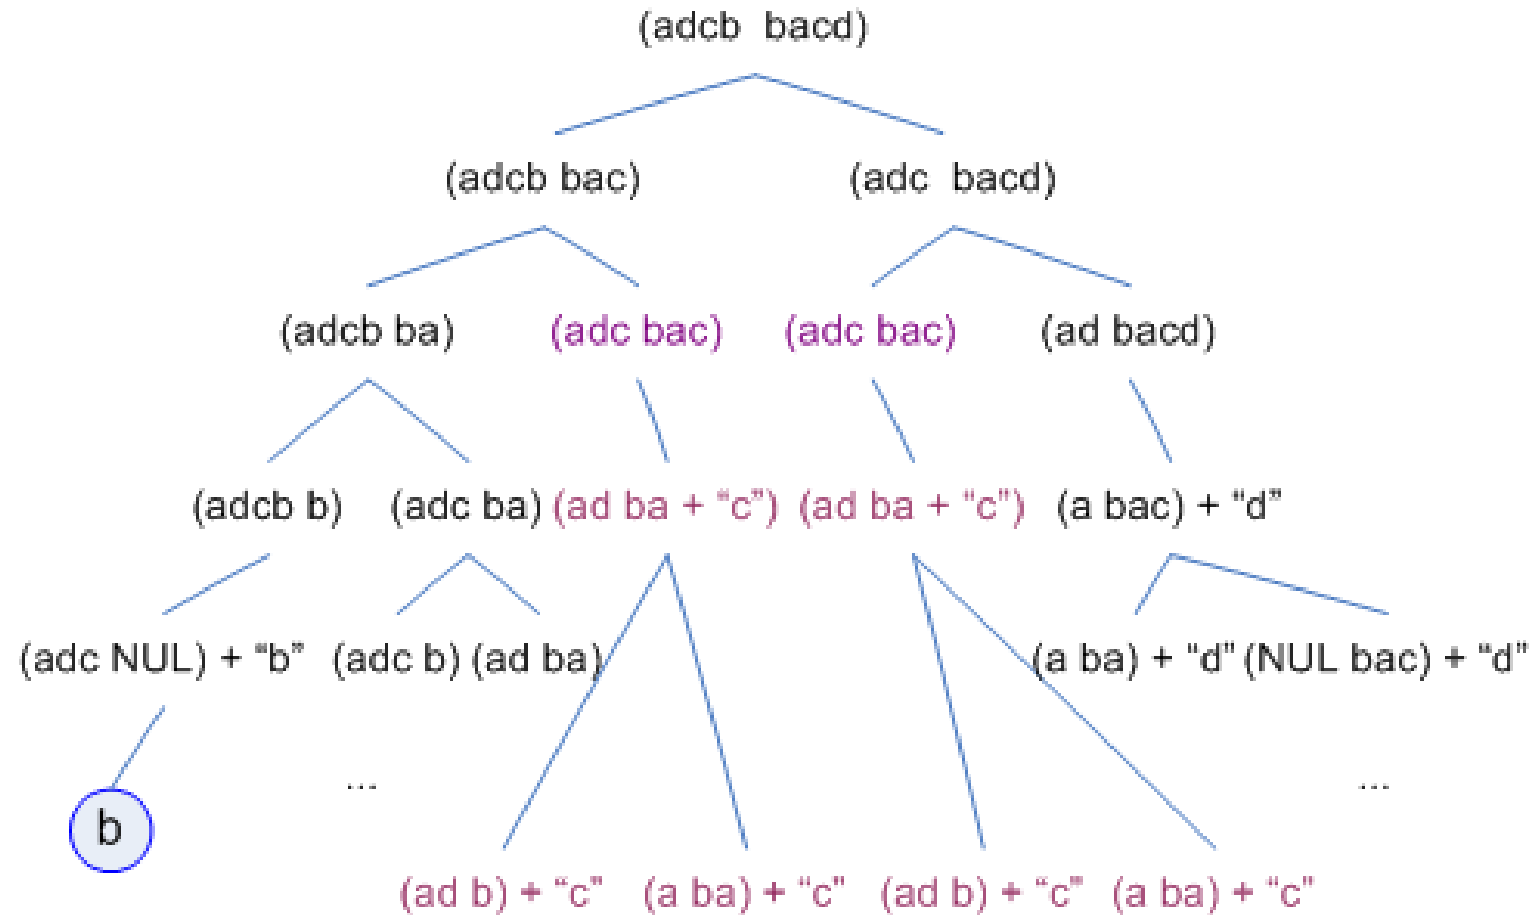 (adcb  bacd)
(adcb bac) (adc  bacd)
(adcb ba) (adc bac) (adc bac) (ad bacd)
(adcb b) (adc ba) (ad ba + “c”) (ad ba + “c”) (a bac) + “d”
(adc NUL) + “b” (adc b) (ad ba) (a ba) + “d” (NUL bac) + “d”
... ...
b
(ad b) + “c” (a ba) + “c” (ad b) + “c” (a ba) + “c”